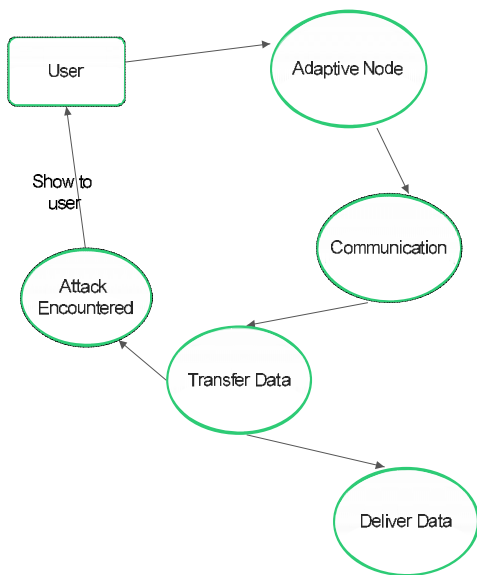 User
Adaptive Node
Show to
user
Communication
Attack
Encountered
Transfer Data
Deliver Data